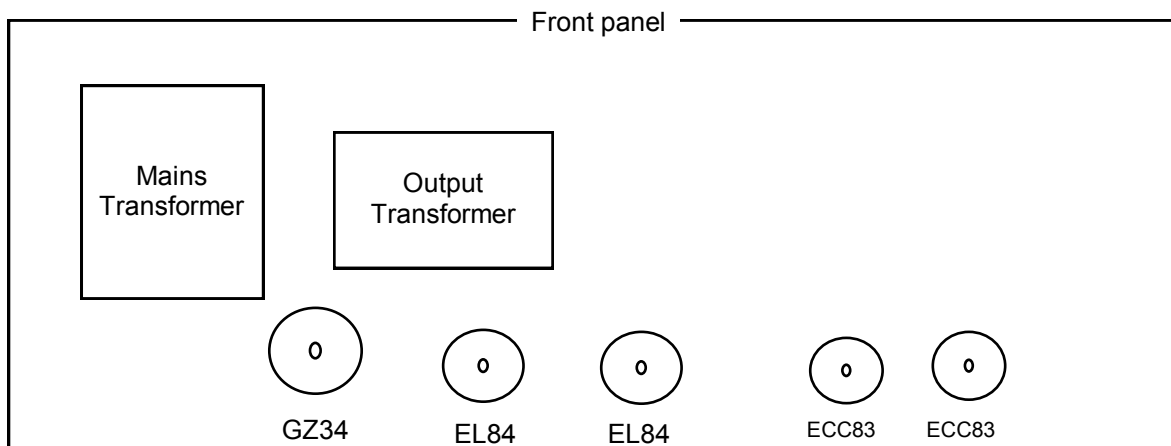 Front panel
Mains
Transformer
Output
Transformer
GZ34
EL84
EL84
ECC83
ECC83